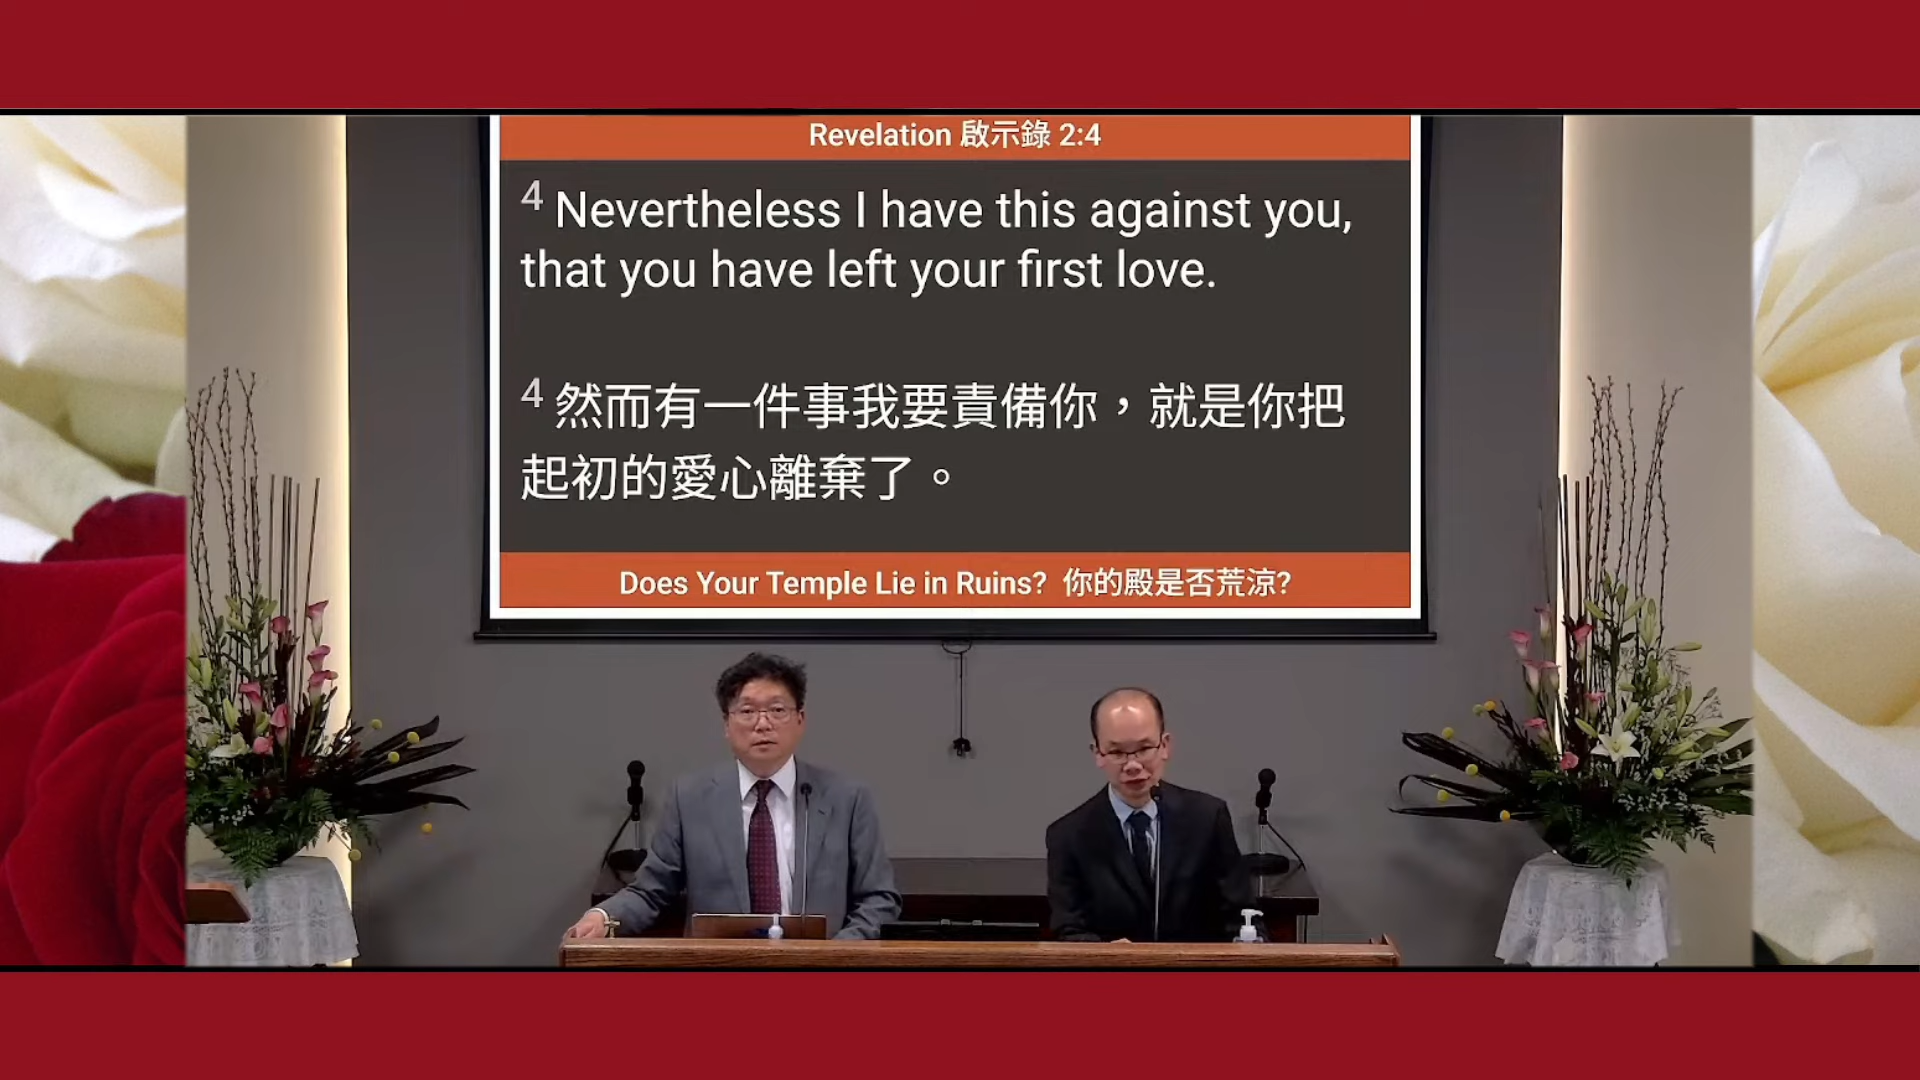 Revelation 啟示錄 2:4
4 Nevertheless I have this against you,
that you have left your first love.
4 然而有一件事我要責備你，就是你把
起初的愛心離棄了。
Does Your Temple Lie in Ruins? 你的殿是否荒涼?